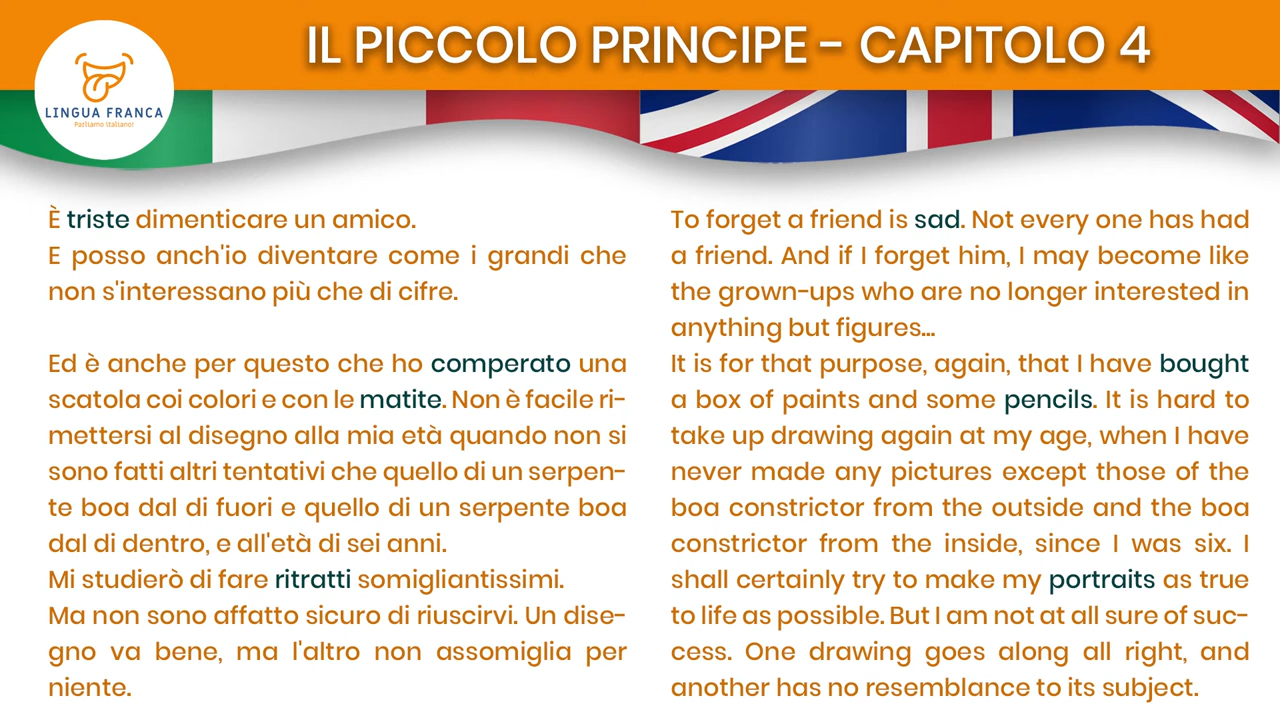 IL PICCOLO PRINCIPE - CAPITOLO 4
LINGUA FRANCA
Parliamo Italiano!
È triste dimenticare un amico.
E posso anch'io diventare come i grandi che
non s'interessano più che di cifre.
Ed è anche per questo che ho comperato una
scatola coi colori e con le matite. Non è facile ri-
mettersi al disegno alla mia età quando non si
sono fatti altri tentativi che quello di un serpen-
te boa dal di fuori e quello di un serpente boa
dal di dentro, e all'età di sei anni.
Mi studierò di fare ritratti somigliantissimi.
Ma non sono affatto sicuro di riuscirvi. Un dise-
gno va bene, ma l'altro non assomiglia per
niente.
To forget a friend is sad. Not every one has had
a friend. And if I forget him, I may become like
the grown-ups who are no longer interested in
anything but figures...
It is for that purpose, again, that I have bought
a box of paints and some pencils. It is hard to
take up drawing again at my age, when I have
never made any pictures except those of the
boa constrictor from the outside and the boa
constrictor from the inside, since I was six. I
shall certainly try to make my portraits as true
to life as possible. But I am not at all sure of suc-
cess. One drawing goes along all right, and
another has no resemblance to its subject.